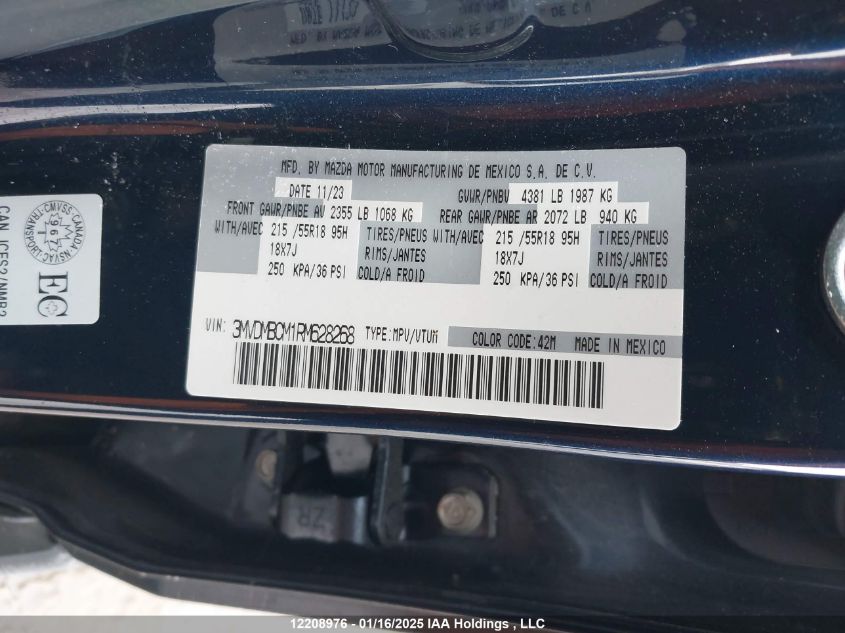 MFD. BY MAZDA MOTOR MANUFACTURING DE MEXICO S.A. DE C.V.
DATE 11/23 GVWR/PNBV 4381 LB 1987 KG
FRONT GAWR/PNBE AV 2355 LB 1068 KG REAR GAWR/PNBE AR 2072 LB 940 KG
WITH/AVEC 215 /55R18 95H TIRES/PNEUS WITH/AVEC 215 /55R18 95H TIRES/PNEUS
18X7J RIMS/JANTES 18X7J RIMS/JANTES
250 KPA/36 PSI COLD/A FROID 250 KPA/36 PSI COLD/A FROID
VIN: 3MVDMBCM1RM628268 TYPE:MPV/VTUM COLOR CODE:42M MADE IN MEXICO
EC
ZR
12208976 - 01/16/2025 IAA Holdings, LLC